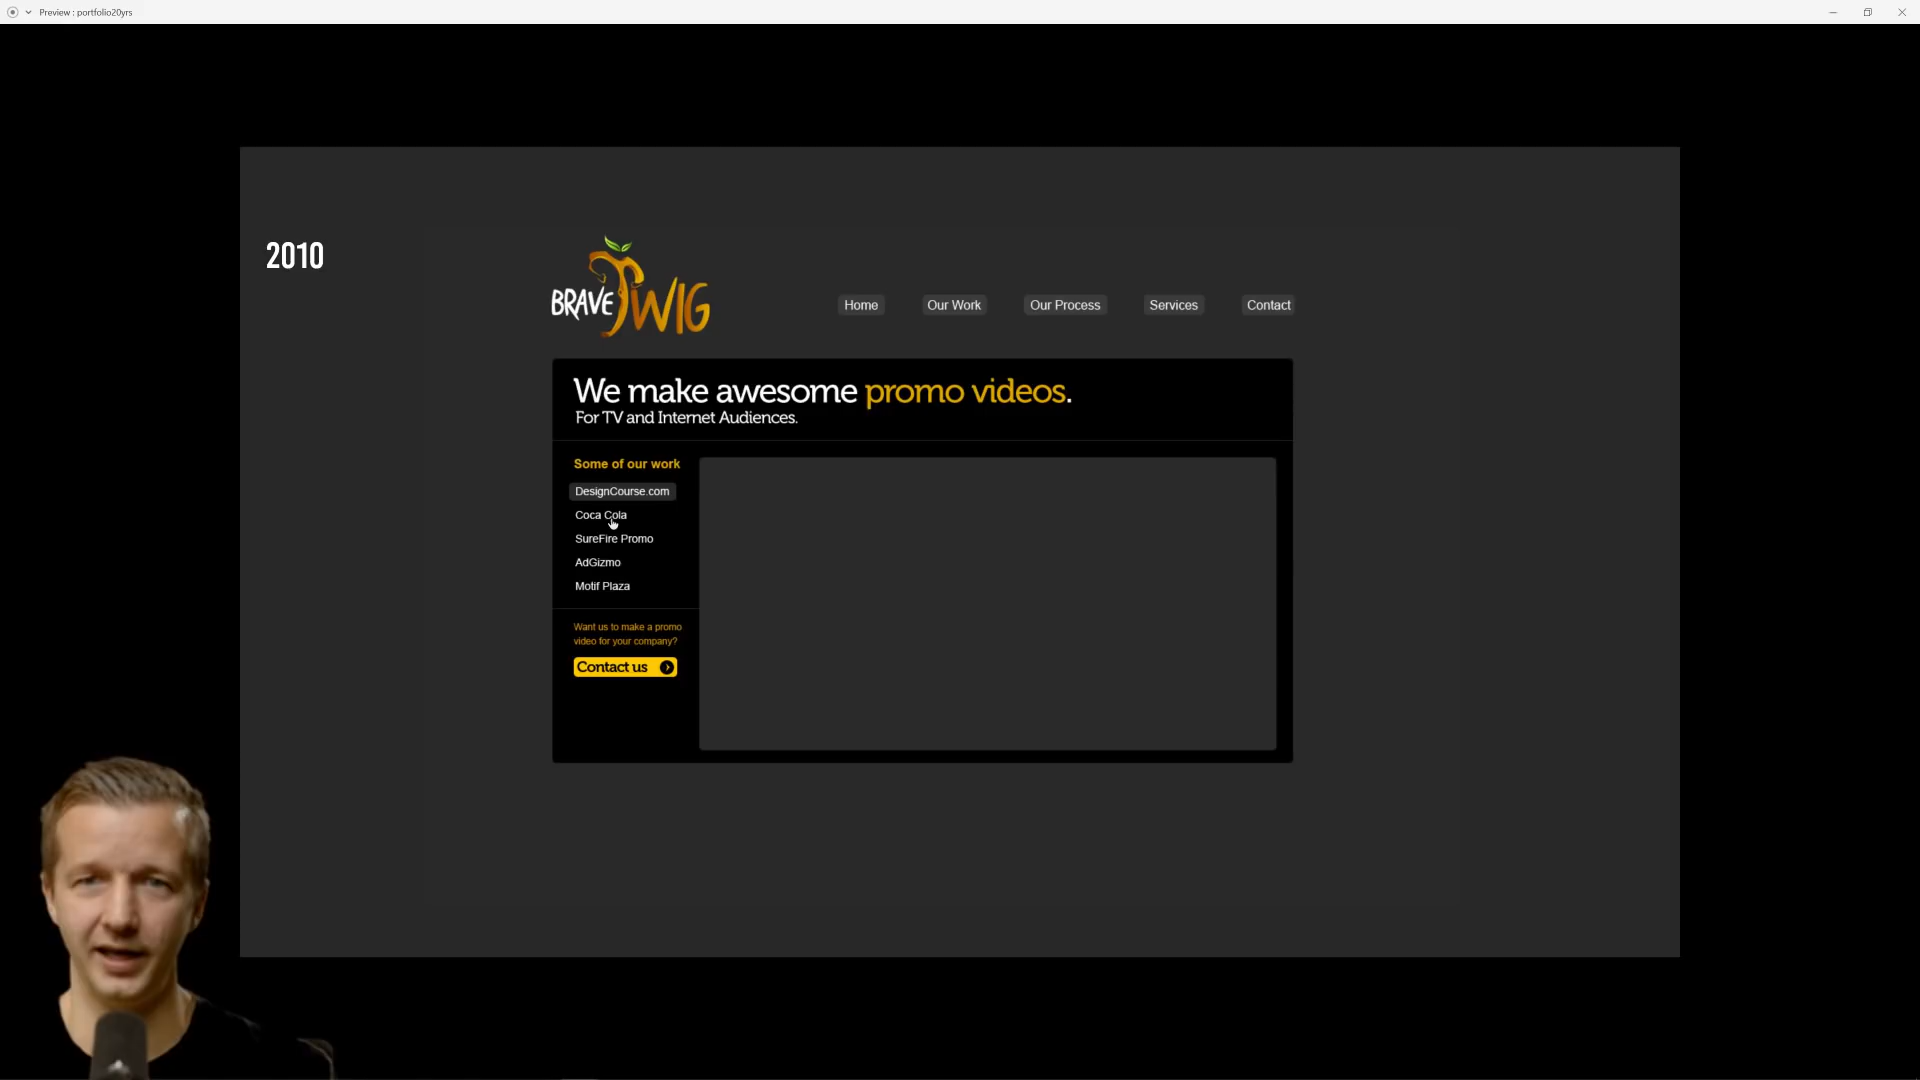 Preview : portfolio20yrs
2010
BRAVE TWIG
Home
Our Work
Our Process
Services
Contact
We make awesome promo videos.
For TV and Internet Audiences.
Some of our work
DesignCourse.com
Coca Cola
SureFire Promo
AdGizmo
Motif Plaza
Want us to make a promo
video for your company?
Contact us